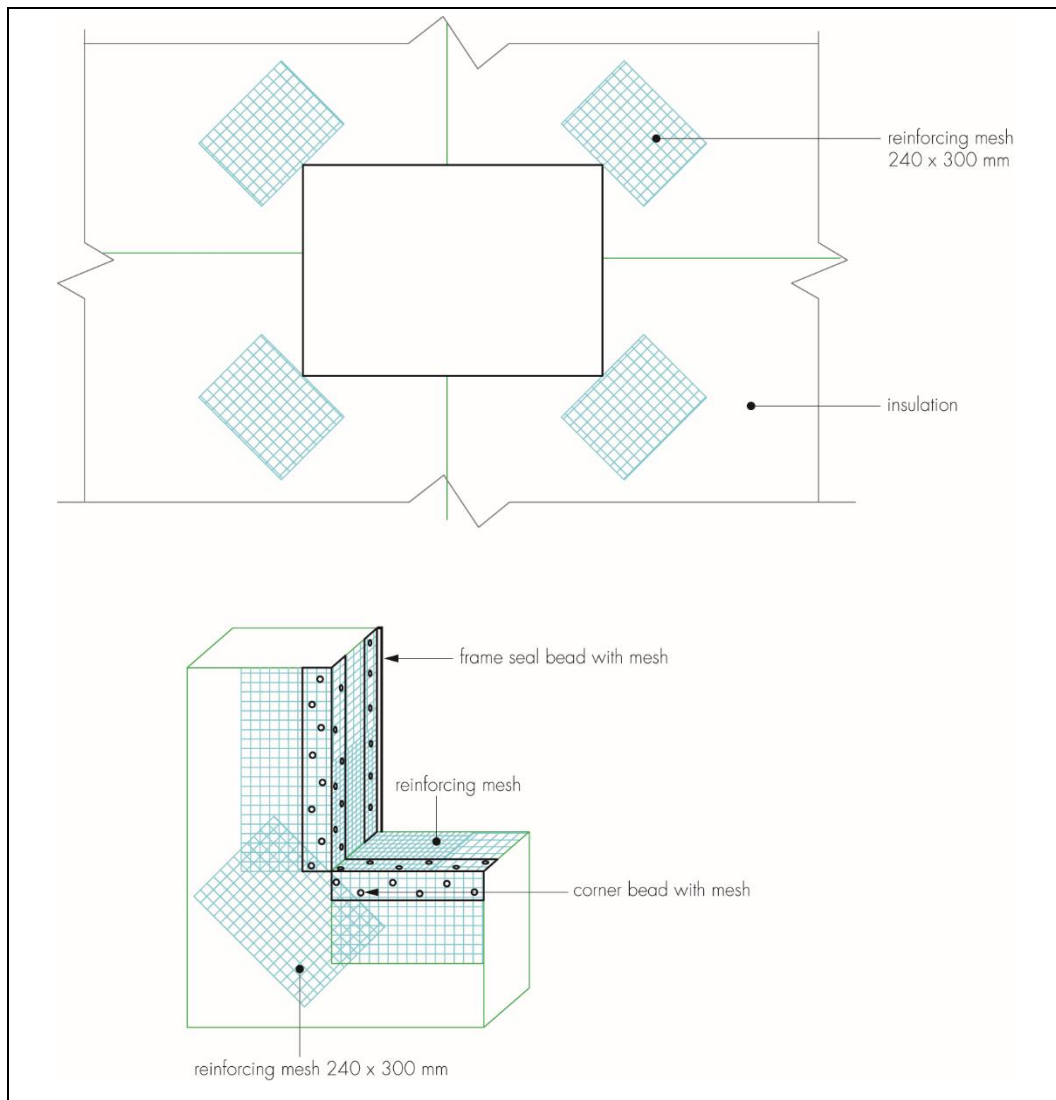 reinforcing mesh
240 x 300 mm
insulation
frame seal bead with mesh
reinforcing mesh
corner bead with mesh
reinforcing mesh 240 x 300 mm